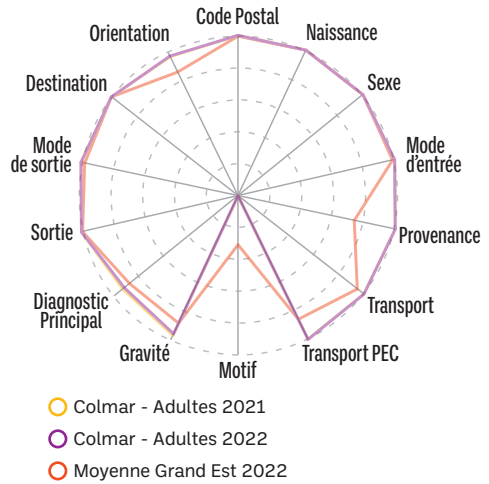 Code Postal
Naissance
Sexe
Mode
d'entrée
Provenance
Transport
Transport PEC
Motif
Gravité
Diagnostic
Principal
Sortie
Mode
de sortie
Destination
Orientation
Colmar - Adultes 2021
Colmar - Adultes 2022
Moyenne Grand Est 2022